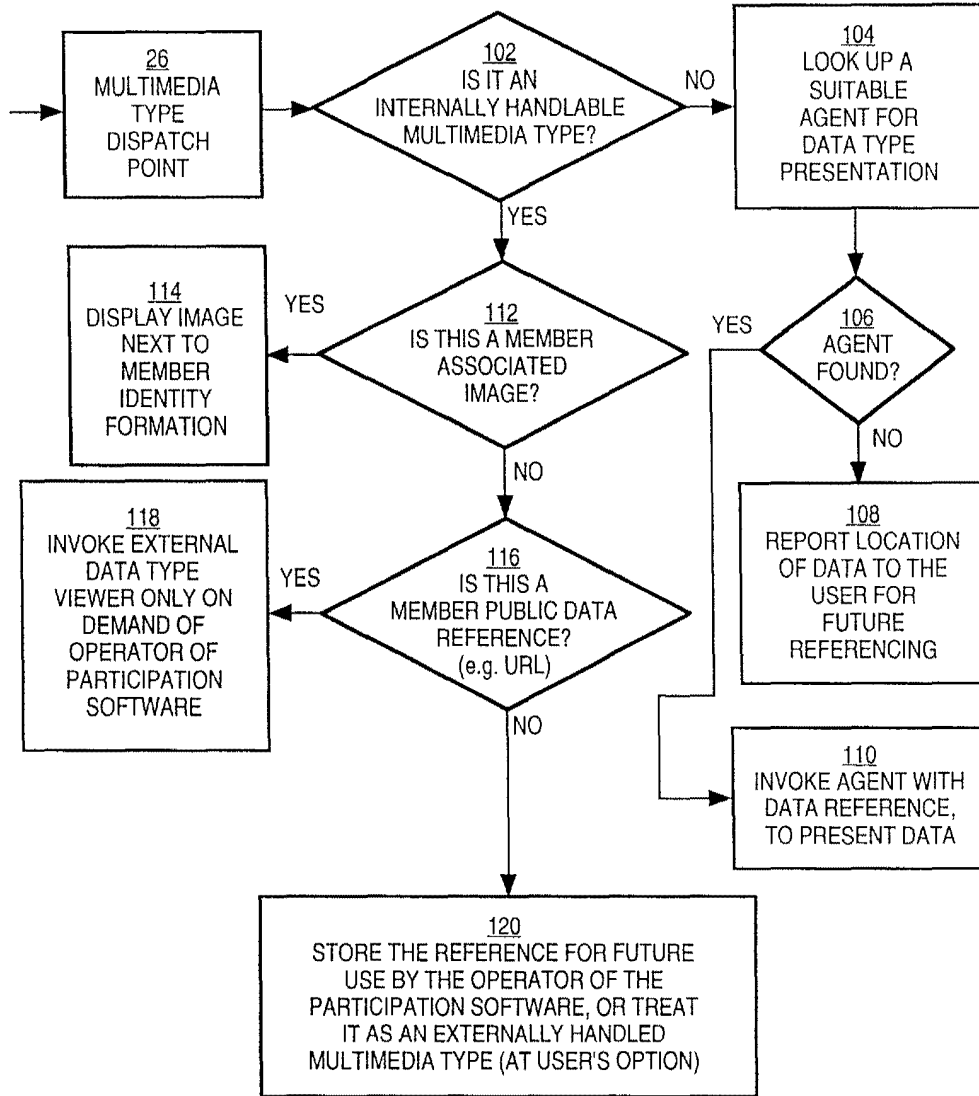 26
MULTIMEDIA
TYPE
DISPATCH
POINT
102
IS IT AN
INTERNALLY HANDLABLE
MULTIMEDIA TYPE?
NO
104
LOOK UP A
SUITABLE
AGENT FOR
DATA TYPE
PRESENTATION
YES
114
DISPLAY IMAGE
NEXT TO
MEMBER
IDENTITY
FORMATION
YES
112
IS THIS A MEMBER
ASSOCIATED
IMAGE?
YES
106
AGENT
FOUND?
NO
NO
118
INVOKE EXTERNAL
DATA TYPE
VIEWER ONLY ON
DEMAND OF
OPERATOR OF
PARTICIPATION
SOFTWARE
YES
116
IS THIS A
MEMBER PUBLIC DATA
REFERENCE?
(e.g. URL)
108
REPORT LOCATION
OF DATA TO THE
USER FOR
FUTURE
REFERENCING
NO
110
INVOKE AGENT WITH
DATA REFERENCE,
TO PRESENT DATA
120
STORE THE REFERENCE FOR FUTURE
USE BY THE OPERATOR OF THE
PARTICIPATION SOFTWARE, OR TREAT
IT AS AN EXTERNALLY HANDLED
MULTIMEDIA TYPE (AT USER'S OPTION)